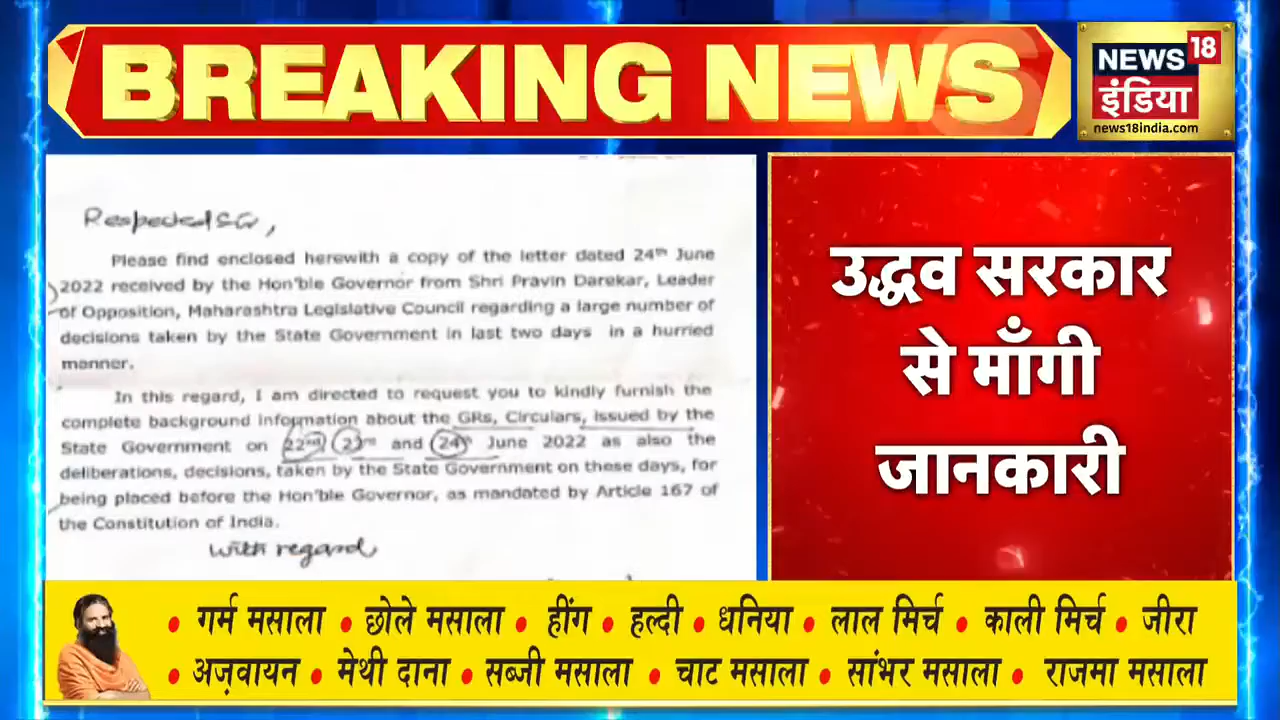 BREAKING NEWS
NEWS 18
इंडिया
news18india.com
Respected Sir,
Please find enclosed herewith a copy of the letter dated 24th June
2022 received by the Hon'ble Governor from Shri Pravin Darekar, Leader
of Opposition, Maharashtra Legislative Council regarding a large number of
decisions taken by the State Government in last two days in a hurried
manner.
In this regard, I am directed to request you to kindly furnish the
complete background information about the GRs, Circulars, issued by the
State Government on 22nd, 23rd and 24th June 2022 as also the
deliberations, decisions, taken by the State Government on these days, for
being placed before the Hon'ble Governor, as mandated by Article 167 of
the Constitution of India.
With regard
उद्धव सरकार
से माँगी
जानकारी
• गर्म मसाला • छोले मसाला • हींग • हल्दी • धनिया • लाल मिर्च • काली मिर्च • जीरा
• अज़वायन • मेथी दाना • सब्जी मसाला • चाट मसाला • सांभर मसाला • राजमा मसाला